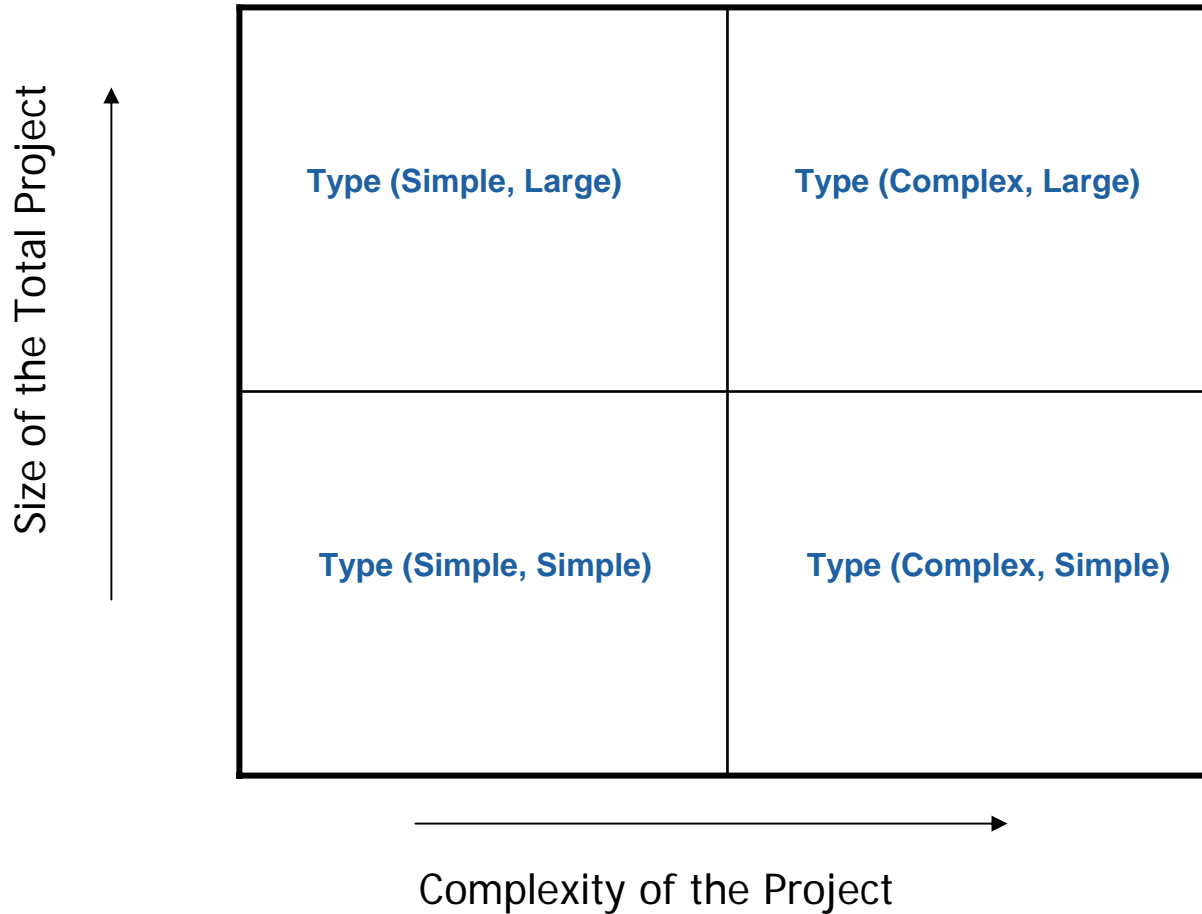 Size of the Total Project
Type (Simple, Large)
Type (Complex, Large)
Type (Simple, Simple)
Type (Complex, Simple)
Complexity of the Project